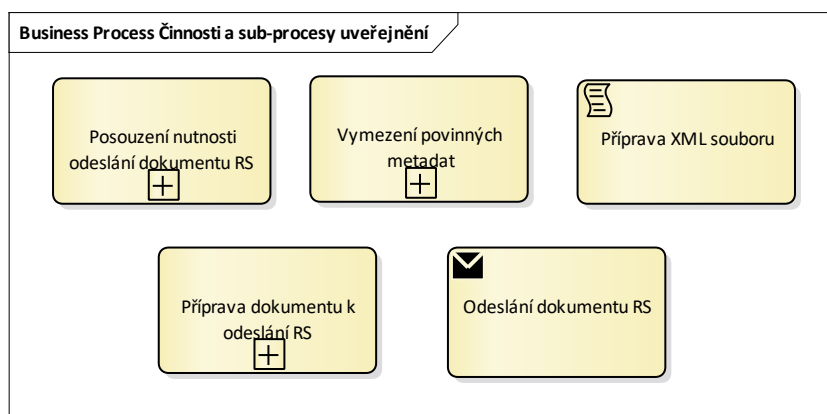 Business Process Činnosti a sub-procesy uveřejnění
Posouzení nutnosti
odeslání dokumentu RS
Vymezení povinných
metadat
Příprava XML souboru
Příprava dokumentu k
odeslání RS
Odeslání dokumentu RS